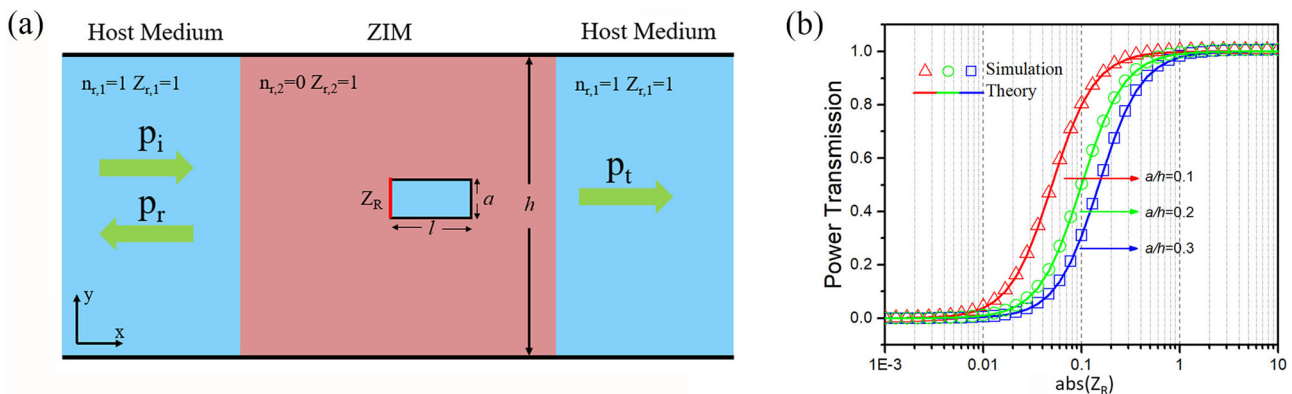 (a)
Host Medium
ZIM
Host Medium
n_r,1=1 Z_r,1=1
n_r,2=0 Z_r,2=1
n_r,1=1 Z_r,1=1
p_i
p_r
p_t
Z_R
a
l
h
y
x
(b)
Power Transmission
1.0
0.8
0.6
0.4
0.2
0.0
Simulation
Theory
a/h=0.1
a/h=0.2
a/h=0.3
1E-3
0.01
0.1
1
10
abs(Z_R)